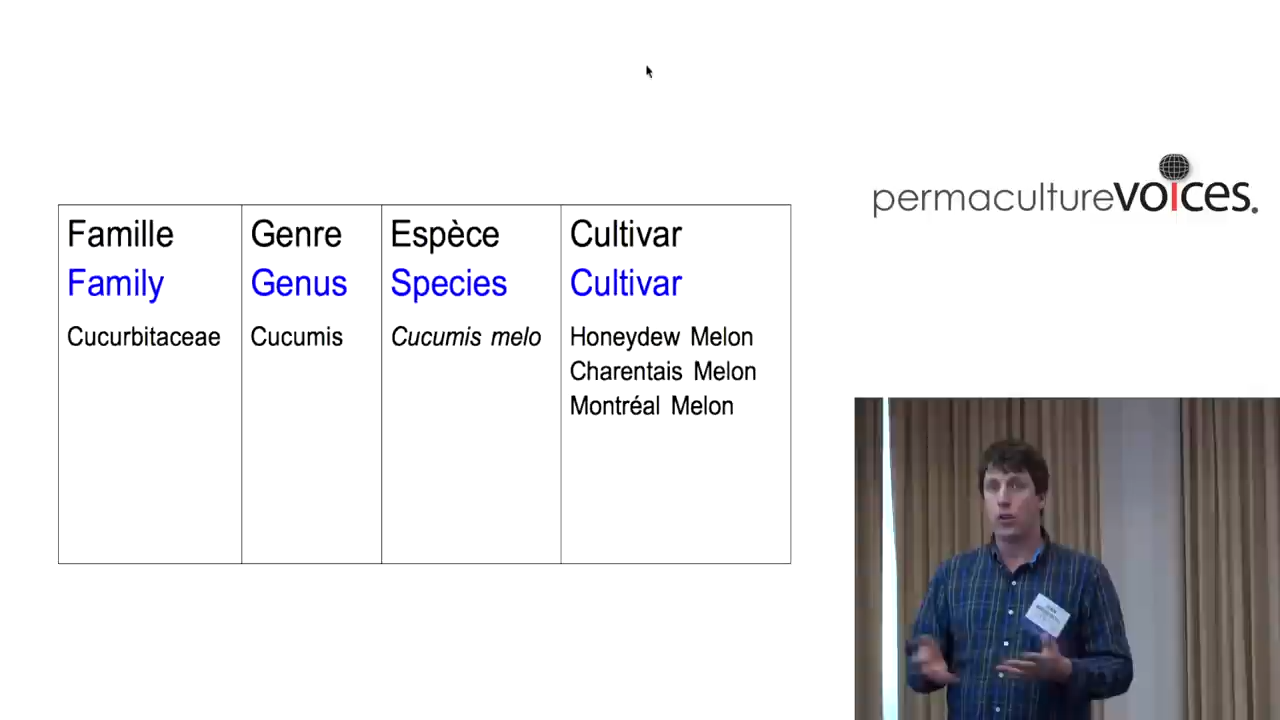 permaculturevoices.
Famille Genre Espèce Cultivar
Family Genus Species Cultivar
Cucurbitaceae Cucumis Cucumis melo Honeydew Melon
Charentais Melon
Montréal Melon